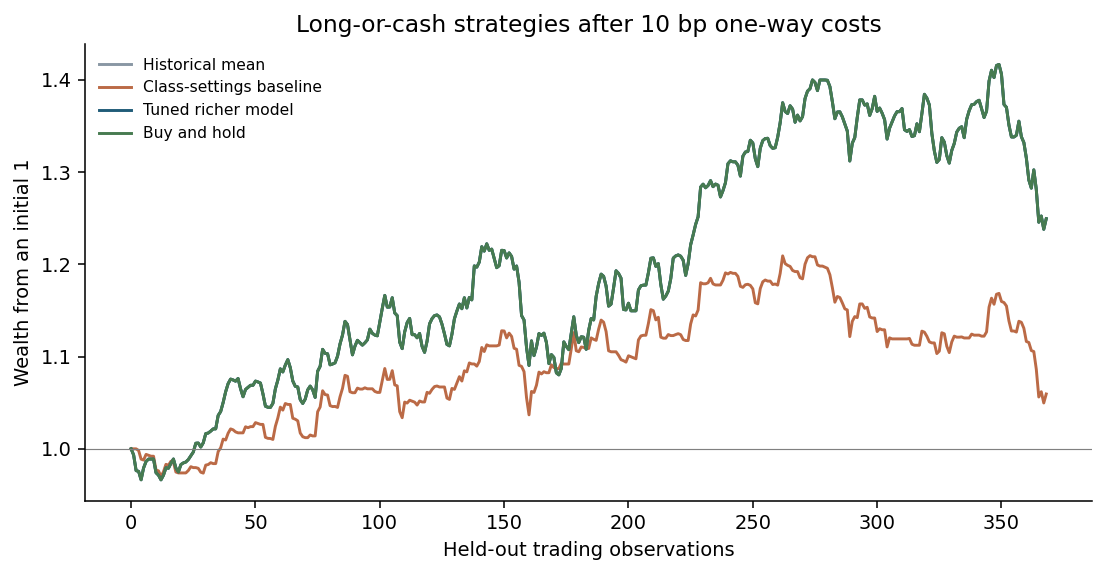 Long-or-cash strategies after 10 bp one-way costs
Historical mean
Class-settings baseline
Tuned richer model
Buy and hold
Wealth from an initial 1
1.4
1.3
1.2
1.1
1.0
0 50 100 150 200 250 300 350
Held-out trading observations